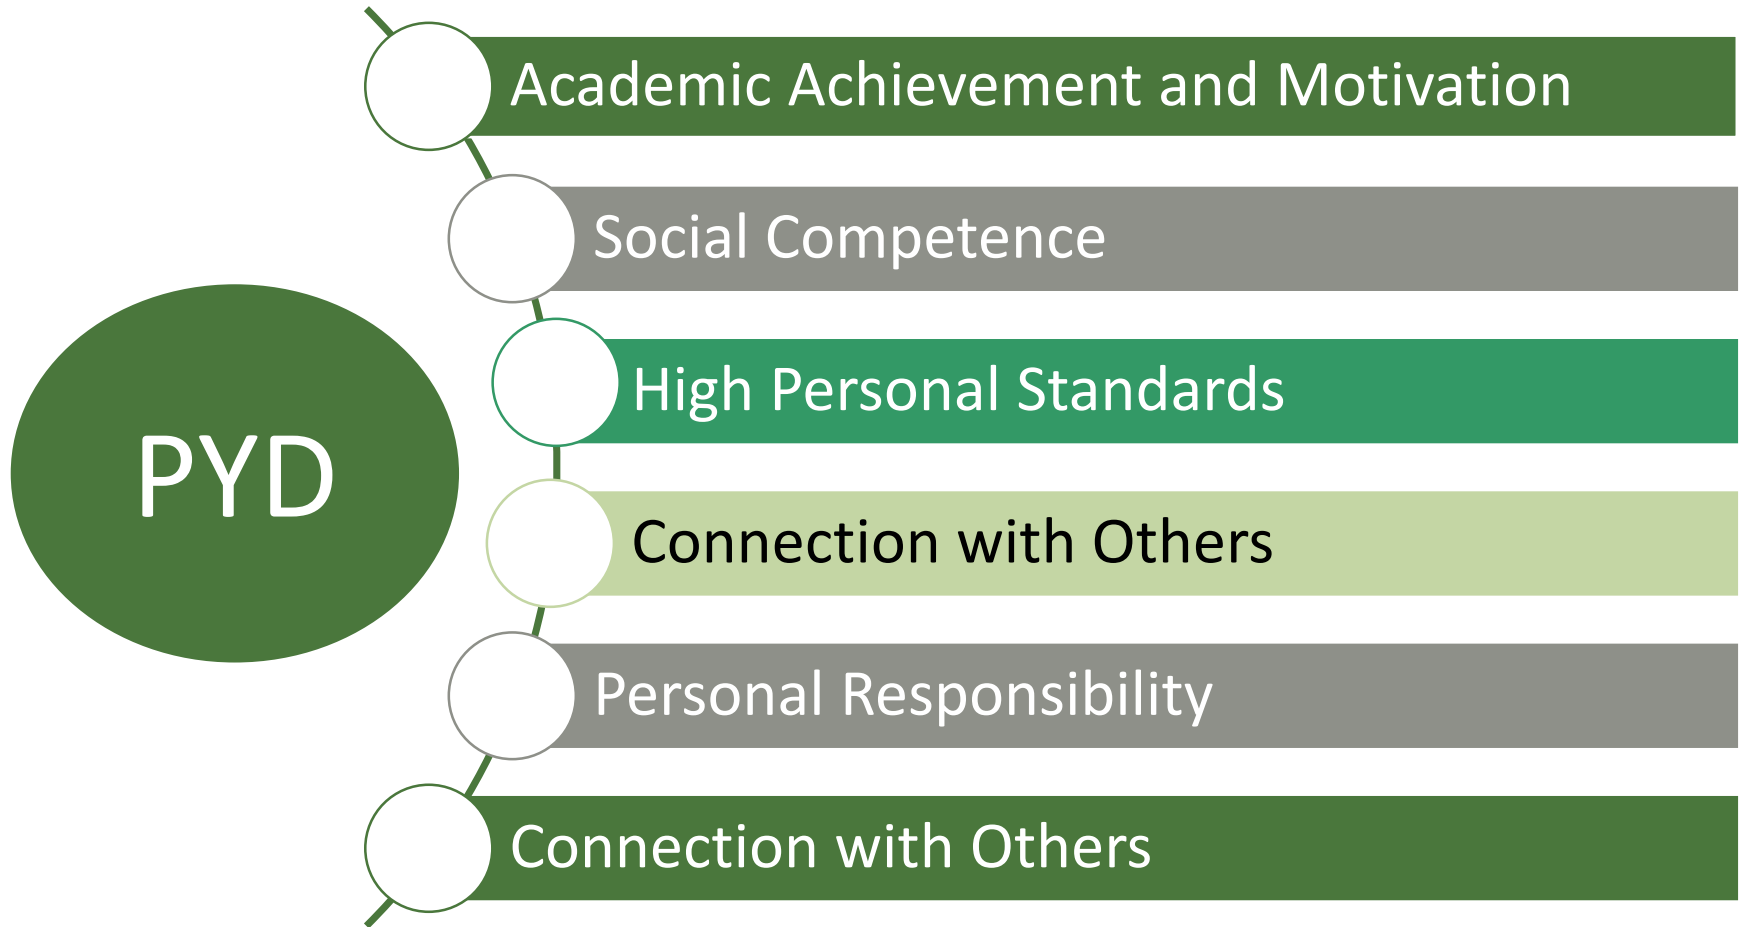 PYD
Academic Achievement and Motivation
Social Competence
High Personal Standards
Connection with Others
Personal Responsibility
Connection with Others